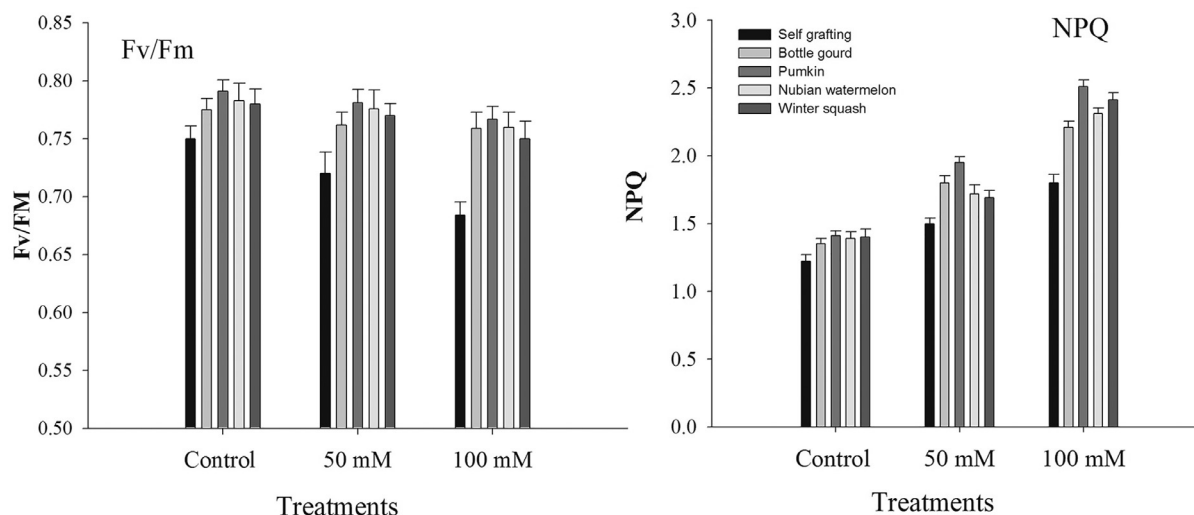 Fv/Fm
Fv/FM
0.85
0.80
0.75
0.70
0.65
0.60
0.55
0.50
Control 50 mM 100 mM
Treatments
NPQ
NPQ
3.0
2.5
2.0
1.5
1.0
0.5
0.0
Self grafting
Bottle gourd
Pumkin
Nubian watermelon
Winter squash
Control 50 mM 100 mM
Treatments